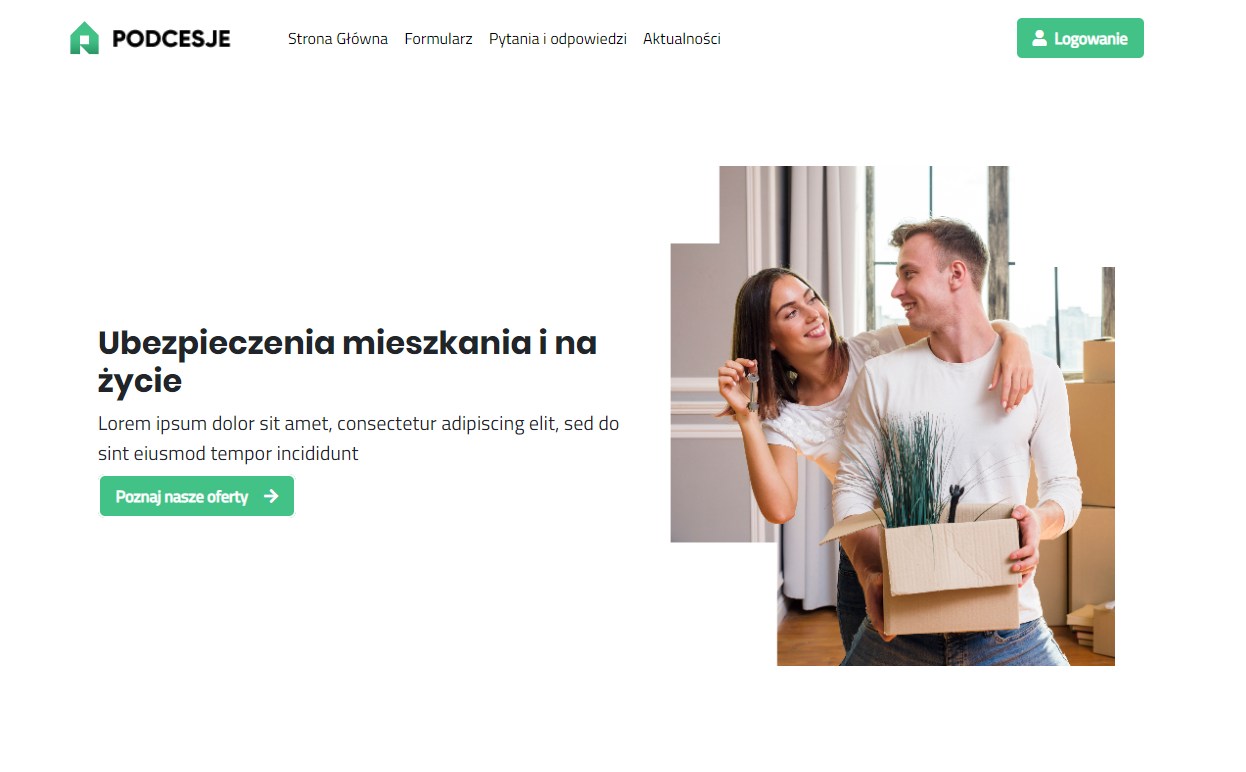 PODCESJE
Strona Główna
Formularz
Pytania i odpowiedzi
Aktualności
Logowanie
Ubezpieczenia mieszkania i na
życie
Lorem ipsum dolor sit amet, consectetur adipiscing elit, sed do
sint eiusmod tempor incididunt
Poznaj nasze oferty